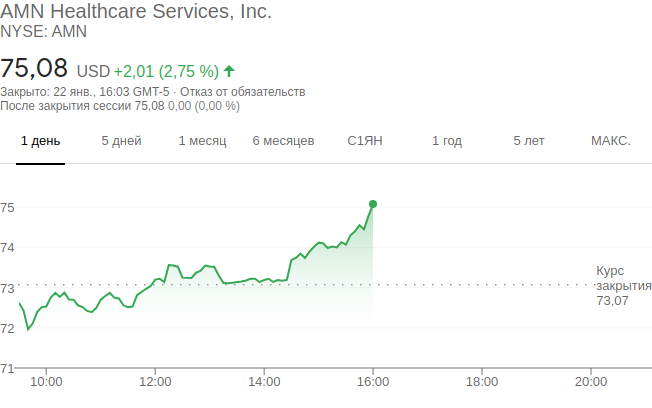 AMN Healthcare Services, Inc.
NYSE: AMN
75,08 USD +2,01 (2,75 %)
Закрыто: 22 янв., 16:03 GMT-5 · Отказ от обязательств
После закрытия сессии 75,08 0,00 (0,00 %)
1 день 5 дней 1 месяц 6 месяцев С1ЯН 1 год 5 лет МАКС.
75
74
73
72
71
Курс
закрытия
73,07
10:00 12:00 14:00 16:00 18:00 20:00